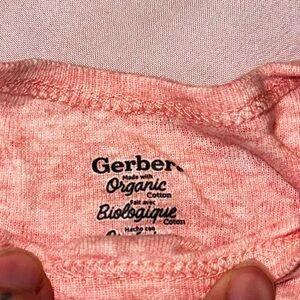 Gerber
Made with
Organic
Cotton
Fait avec
Biologique
Coton
Hecho con